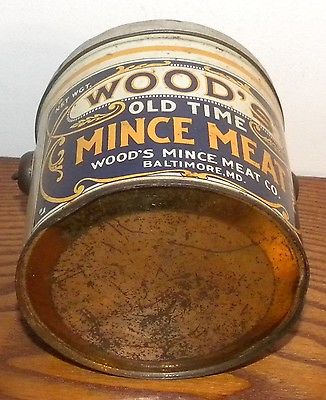 NET WGT.
WOOD'S
OLD TIME
MINCE MEAT
WOOD'S MINCE MEAT CO.
BALTIMORE, MD.